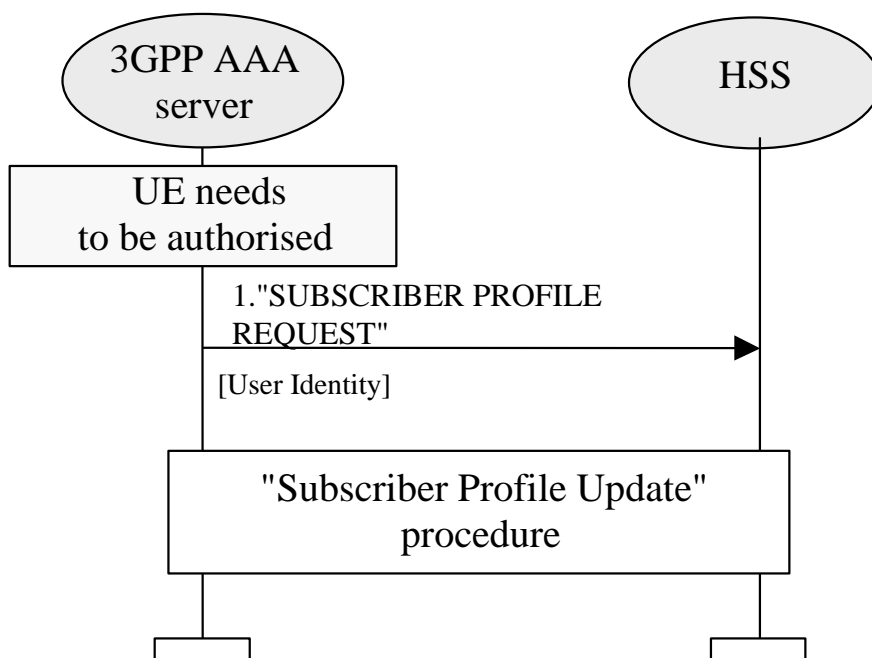 3GPP AAA
server
HSS
UE needs
to be authorised
1."SUBSCRIBER PROFILE
REQUEST"
[User Identity]
"Subscriber Profile Update"
procedure